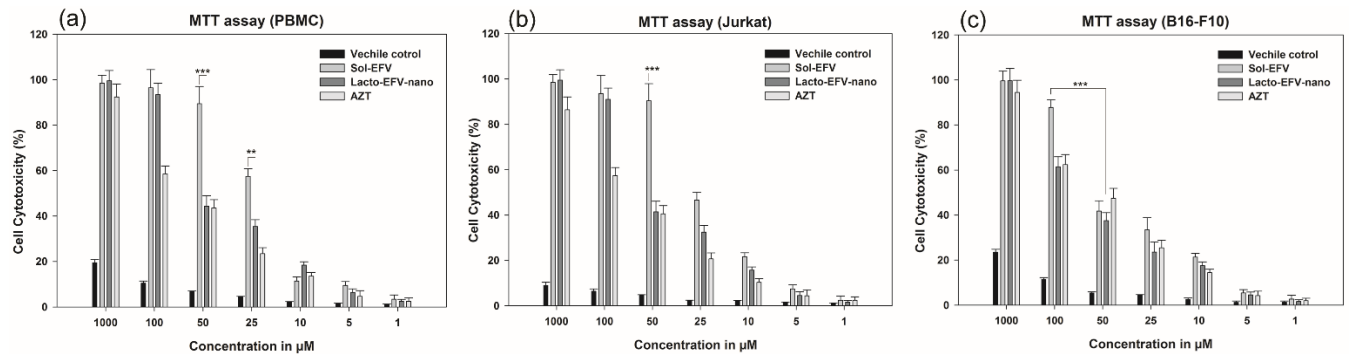 (a)
MTT assay (PBMC)
120
100
80
60
40
20
0
Cell Cytotoxicity (%)
***
**
Vechile cotrol
Sol-EFV
Lacto-EFV-nano
AZT
1000 100 50 25 10 5 1
Concentration in µM
(b)
MTT assay (Jurkat)
120
100
80
60
40
20
0
Cell Cytotoxicity (%)
***
Vechile cotrol
Sol-EFV
Lacto-EFV-nano
AZT
1000 100 50 25 10 5 1
Concentration in µM
(c)
MTT assay (B16-F10)
120
100
80
60
40
20
0
Cell Cytotoxicity (%)
***
Vechile cotrol
Sol-EFV
Lacto-EFV-nano
AZT
1000 100 50 25 10 5 1
Concentration in µM